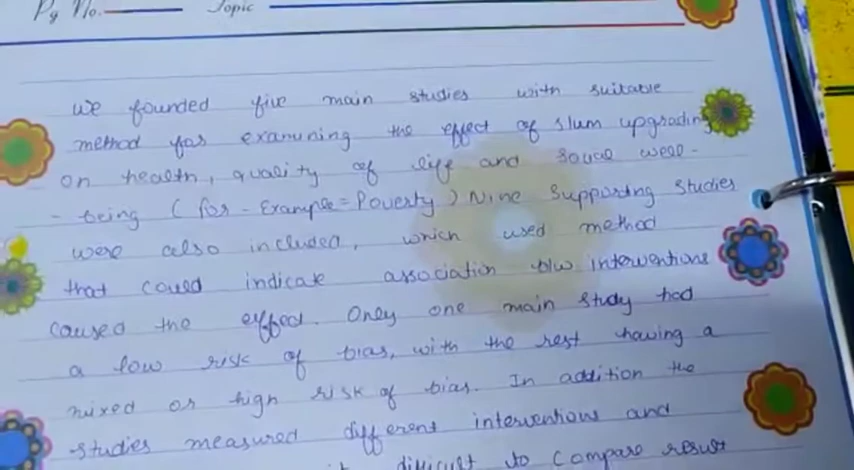 Pg No. Topic
we founded five main studies with suitable
method for examuning the effect of slum upgrading
on health, quality of life and social well-
- being (for - Example = Poverty) Nine Supporting studies
were also included, which used method
that could indicate association b/w interventions
caused the effect. Only one main study had
a low risk of bias, with the rest having a
mixed or high risk of bias. In addition the
studies measured different interventions and
difficult to compare result